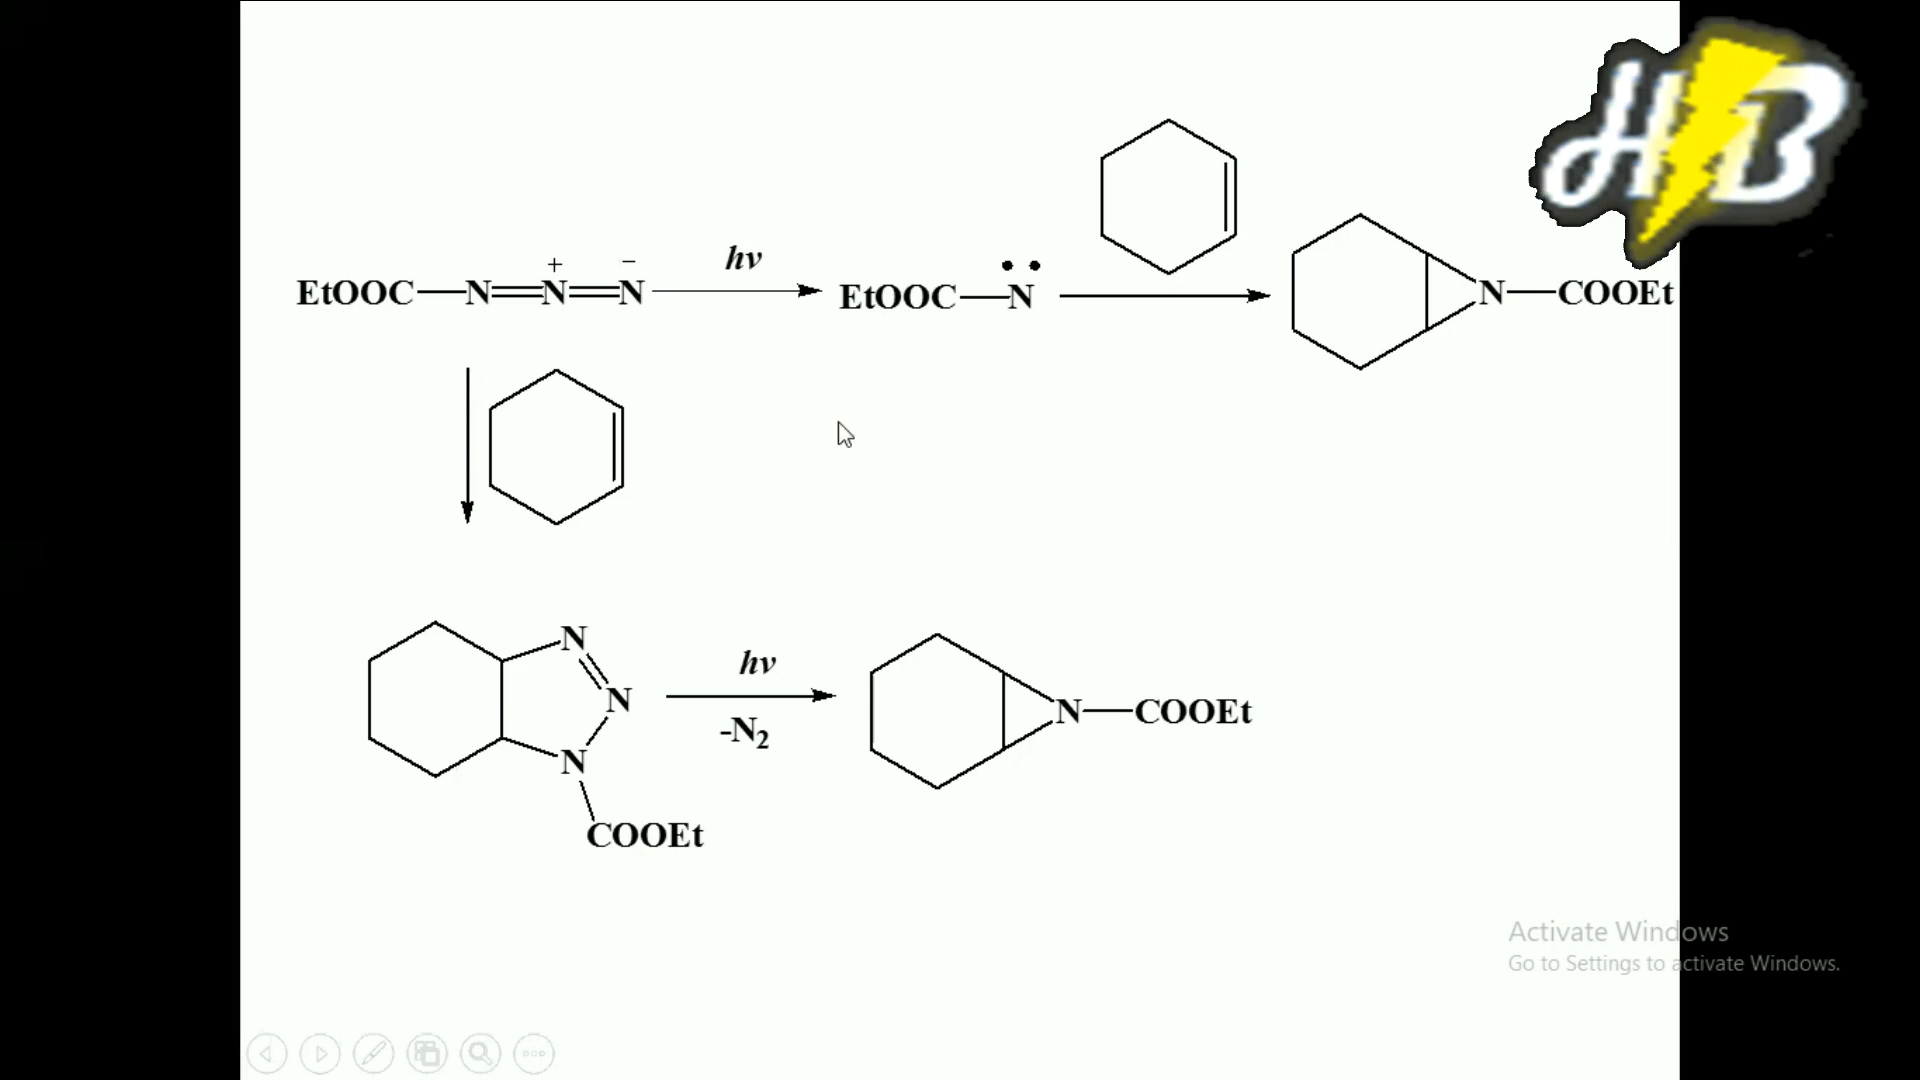 HB
EtOOC—N=N⁺=N⁻
hν
EtOOC—N̈
N—COOEt
N
N
N
COOEt
hν
-N₂
N—COOEt
Activate Windows
Go to Settings to activate Windows.